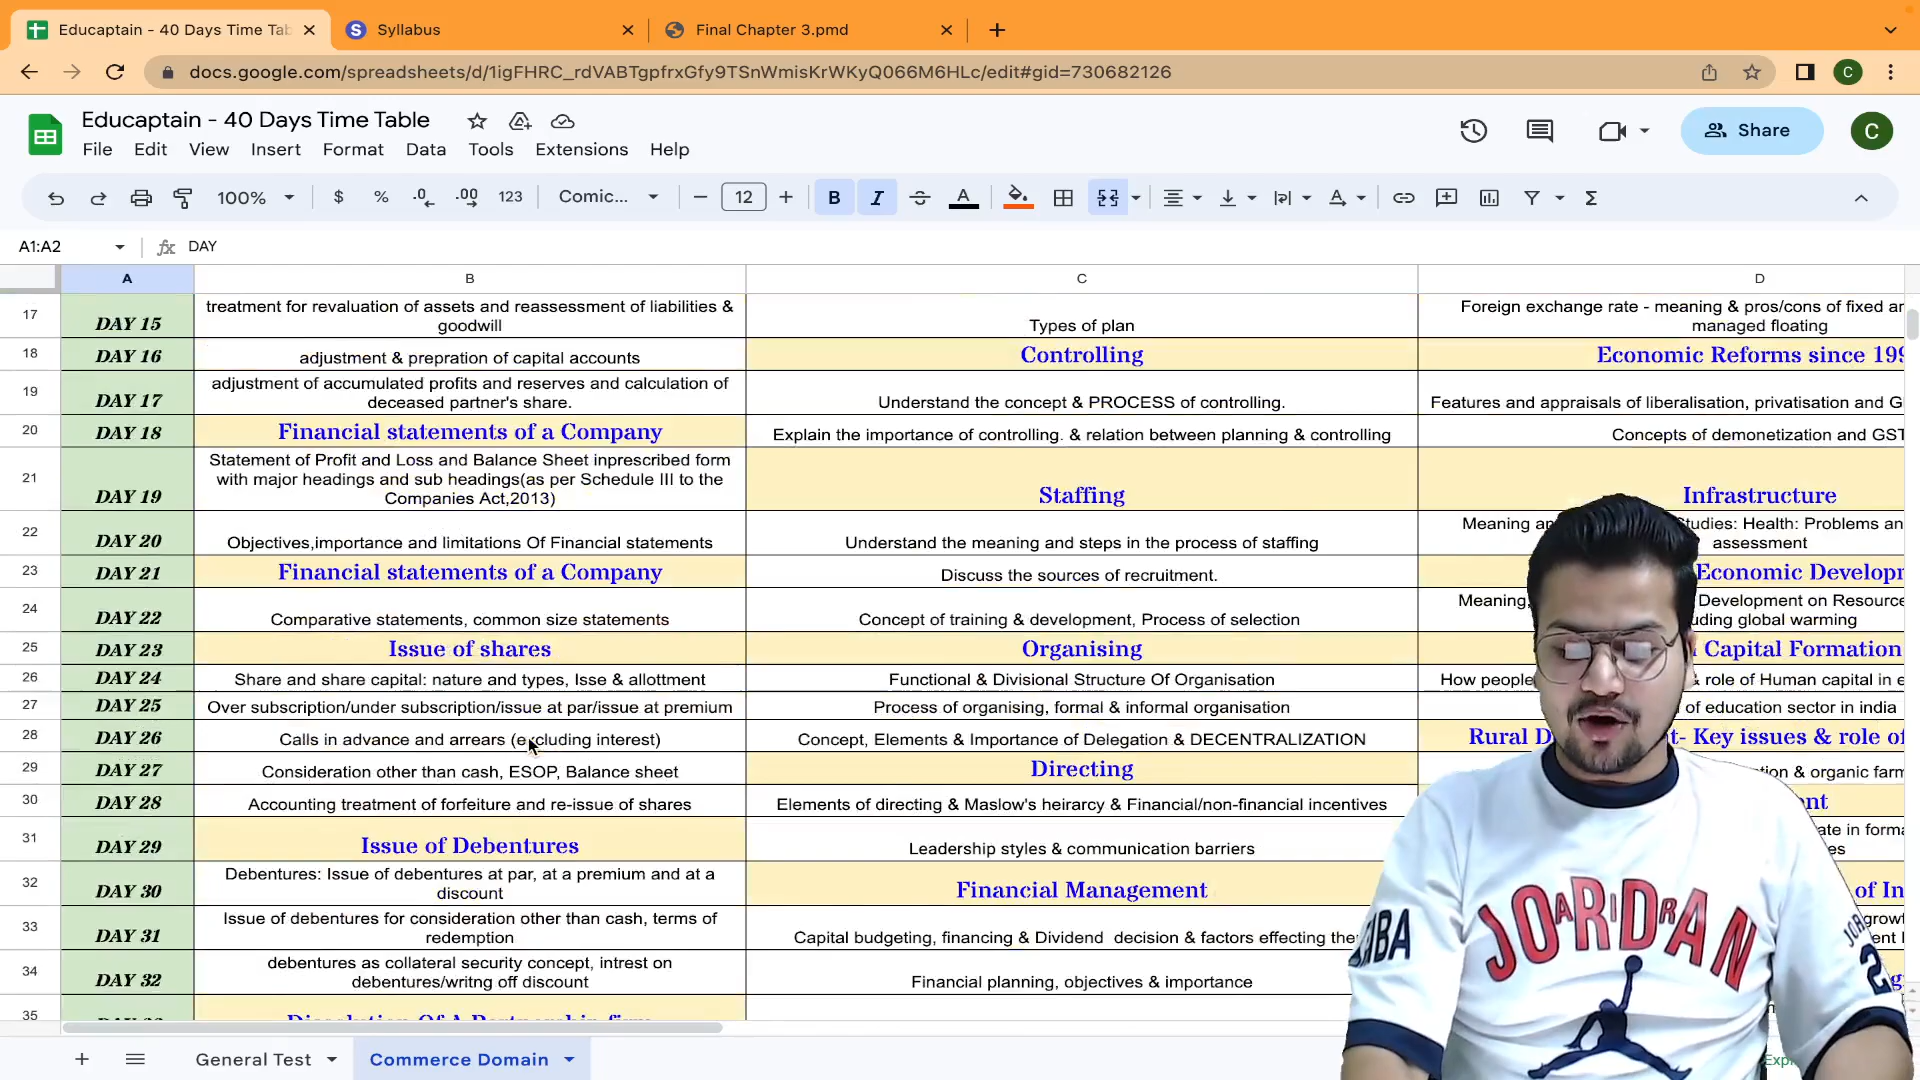 Educaptain - 40 Days Time Tab
Syllabus
Final Chapter 3.pmd
docs.google.com/spreadsheets/d/1igFHRC_rdVABTgpfrxGfy9TSnWmisKrWKyQ066M6HLc/edit#gid=730682126
C
Educaptain - 40 Days Time Table
Share
C
File Edit View Insert Format Data Tools Extensions Help
100% $ % .0 .00 123 Comic... 12 B I A
A1:A2 fx DAY
A B C D
17 DAY 15 treatment for revaluation of assets and reassessment of liabilities & Foreign exchange rate - meaning & pros/cons of fixed
goodwill Types of plan managed floating
18 DAY 16 adjustment & prepration of capital accounts Controlling Economic Reforms since
19 DAY 17 adjustment of accumulated profits and reserves and calculation of
deceased partner's share. Understand the concept & PROCESS of controlling. Features and appraisals of liberalisation, privatisation and
20 DAY 18 Financial statements of a Company Explain the importance of controlling. & relation between planning & controlling Concepts of demonetization and GST
21 DAY 19 Statement of Profit and Loss and Balance Sheet inprescribed form
with major headings and sub headings(as per Schedule III to the
Companies Act,2013) Staffing Infrastructure
22 DAY 20 Objectives,importance and limitations Of Financial statements Understand the meaning and steps in the process of staffing Meaning Studies: Health: Problems
assessment
23 DAY 21 Financial statements of a Company Discuss the sources of recruitment. Economic
24 DAY 22 Comparative statements, common size statements Concept of training & development, Process of selection Meaning, Development on
global warming
25 DAY 23 Issue of shares Organising Capital Formation
26 DAY 24 Share and share capital: nature and types, Isse & allottment Functional & Divisional Structure Of Organisation How & role of Human capital in
27 DAY 25 Over subscription/under subscription/issue at par/issue at premium Process of organising, formal & informal organisation of education sector in india
28 DAY 26 Calls in advance and arrears (excluding interest) Concept, Elements & Importance of Delegation & DECENTRALIZATION Rural - Key issues & role of
29 DAY 27 Consideration other than cash, ESOP, Balance sheet Directing & organic
30 DAY 28 Accounting treatment of forfeiture and re-issue of shares Elements of directing & Maslow's heirarcy & Financial/non-financial incentives
31 DAY 29 Issue of Debentures Leadership styles & communication barriers
32 DAY 30 Debentures: Issue of debentures at par, at a premium and at a
discount Financial Management of
33 DAY 31 Issue of debentures for consideration other than cash, terms of
redemption Capital budgeting, financing & Dividend decision & factors effecting
34 DAY 32 debentures as collateral security concept, intrest on
debentures/writng off discount Financial planning, objectives & importance
35
General Test Commerce Domain
JORDAN